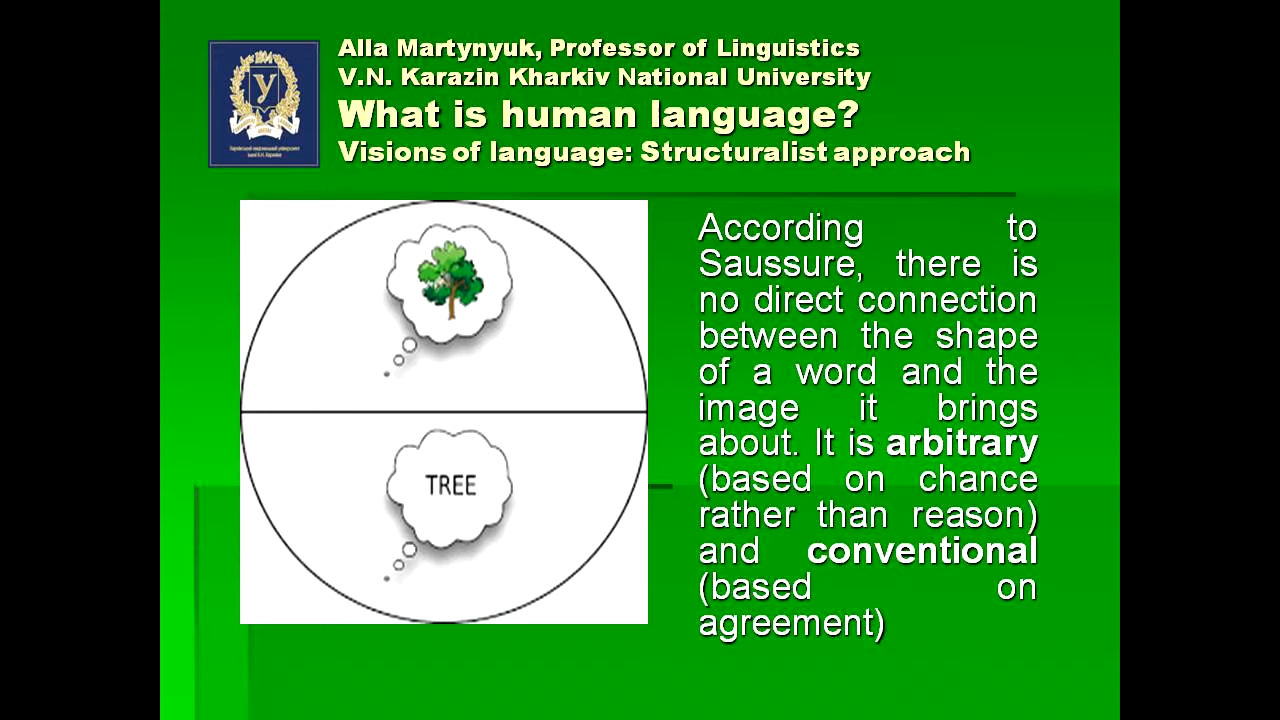 Alla Martynyuk, Professor of Linguistics
V.N. Karazin Kharkiv National University
What is human language?
Visions of language: Structuralist approach
1804
У
TREE
According to
Saussure, there is
no direct connection
between the shape
of a word and the
image it brings
about. It is arbitrary
(based on chance
rather than reason)
and conventional
(based on
agreement)